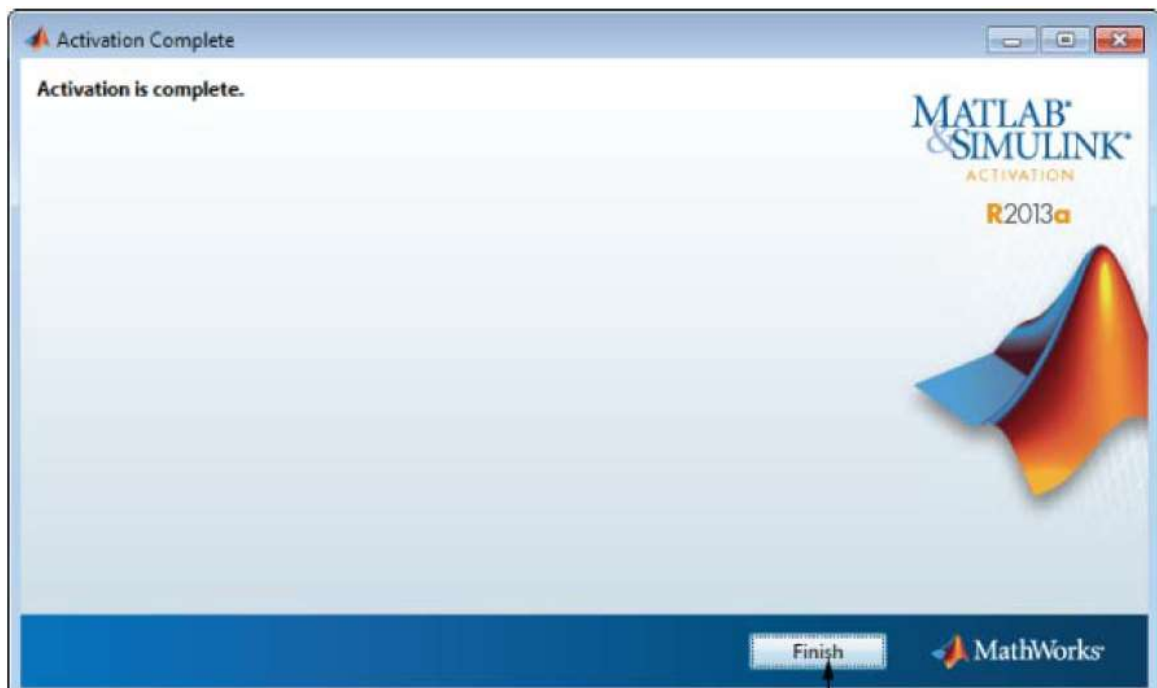 Activation Complete
Activation is complete.
MATLAB®
&SIMULINK®
ACTIVATION
R2013a
Finish
MathWorks®